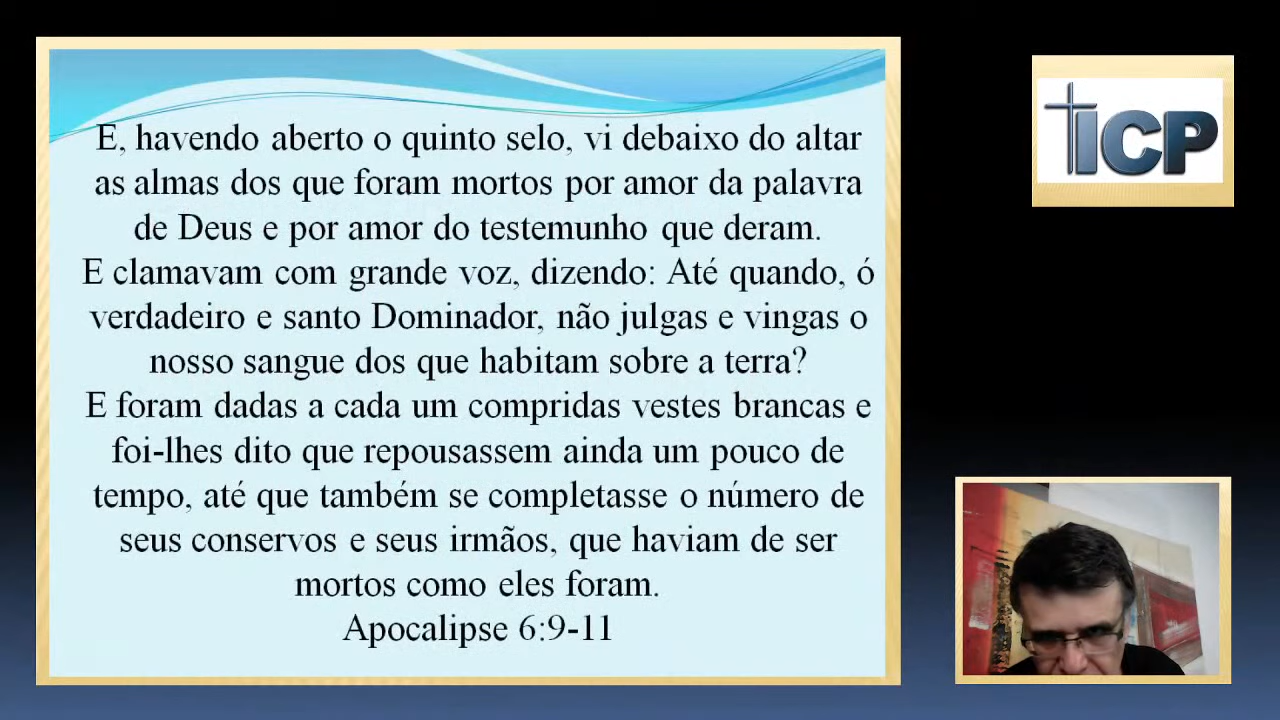 E, havendo aberto o quinto selo, vi debaixo do altar
as almas dos que foram mortos por amor da palavra
de Deus e por amor do testemunho que deram.
E clamavam com grande voz, dizendo: Até quando, ó
verdadeiro e santo Dominador, não julgas e vingas o
nosso sangue dos que habitam sobre a terra?
E foram dadas a cada um compridas vestes brancas e
foi-lhes dito que repousassem ainda um pouco de
tempo, até que também se completasse o número de
seus conservos e seus irmãos, que haviam de ser
mortos como eles foram.
Apocalipse 6:9-11
ICP